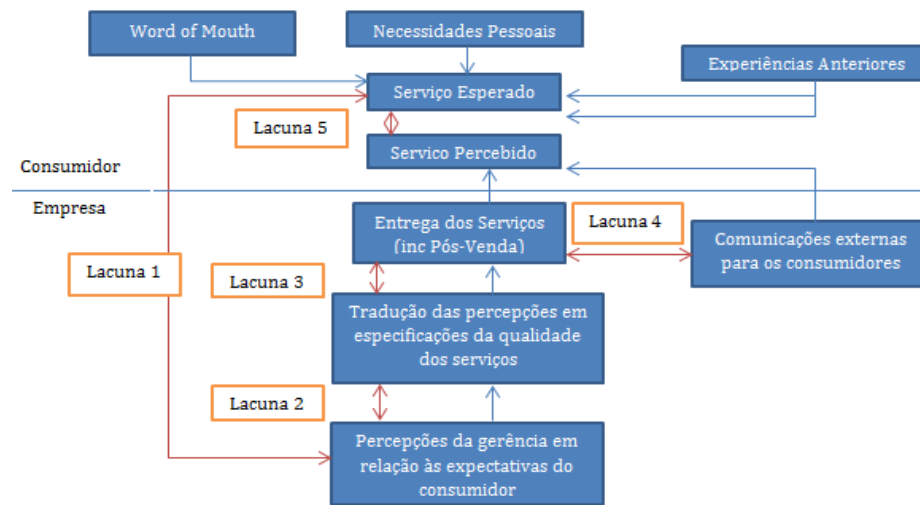 Word of Mouth
Necessidades Pessoais
Experiências Anteriores
Serviço Esperado
Lacuna 5
Servico Percebido
Consumidor
Empresa
Entrega dos Serviços
(inc Pós-Venda)
Lacuna 4
Comunicações externas
para os consumidores
Lacuna 1
Lacuna 3
Tradução das percepções em
especificações da qualidade
dos serviços
Lacuna 2
Percepções da gerência em
relação às expectativas do
consumidor